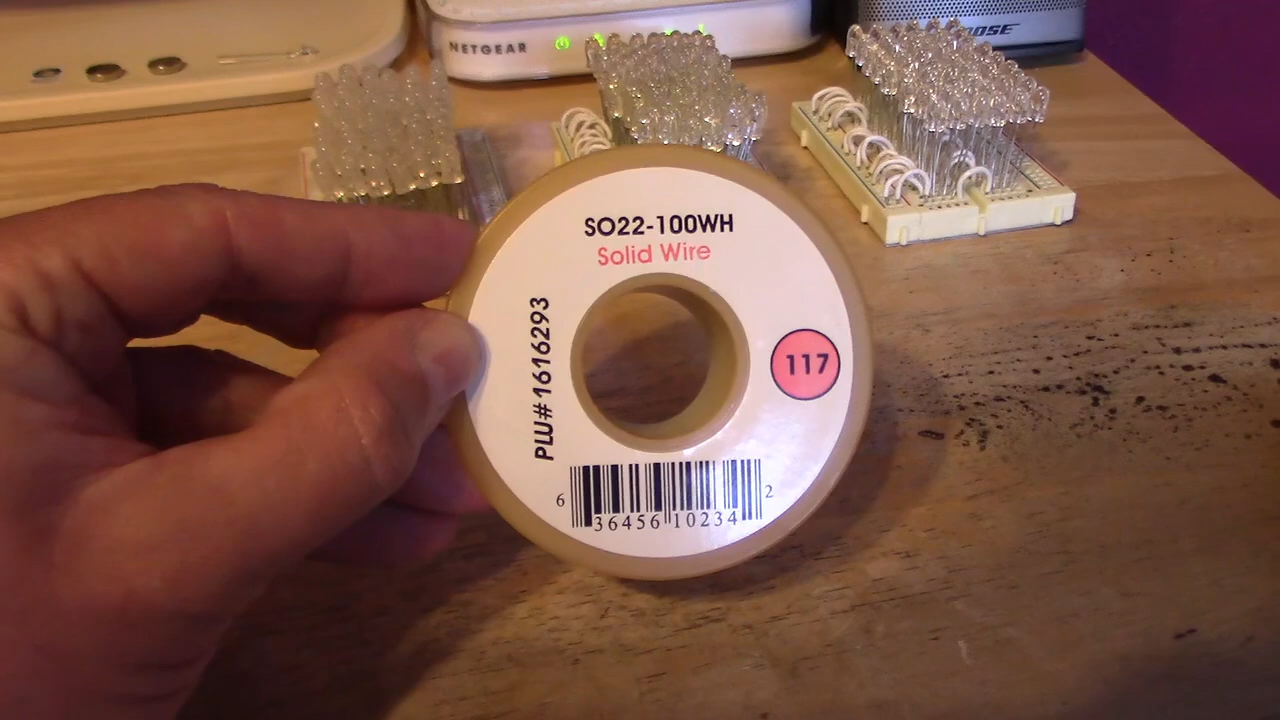 NETGEAR
BOSE
SO22-100WH
Solid Wire
PLU# 1616293
117
6 36456 10234 2